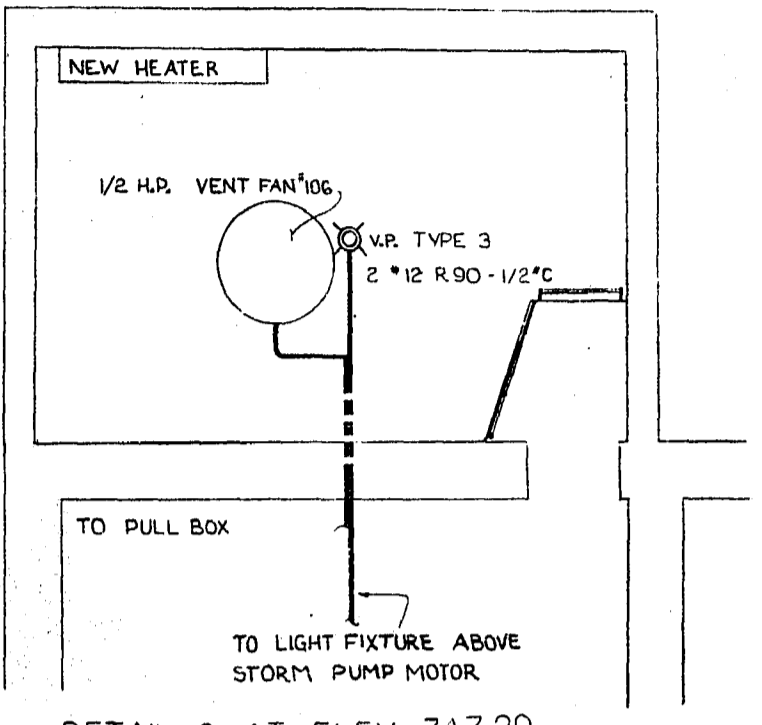 NEW HEATER
1/2 H.P. VENT FAN #106
V.P. TYPE 3
2 #12 R90 - 1/2"C
TO PULL BOX
TO LIGHT FIXTURE ABOVE
STORM PUMP MOTOR